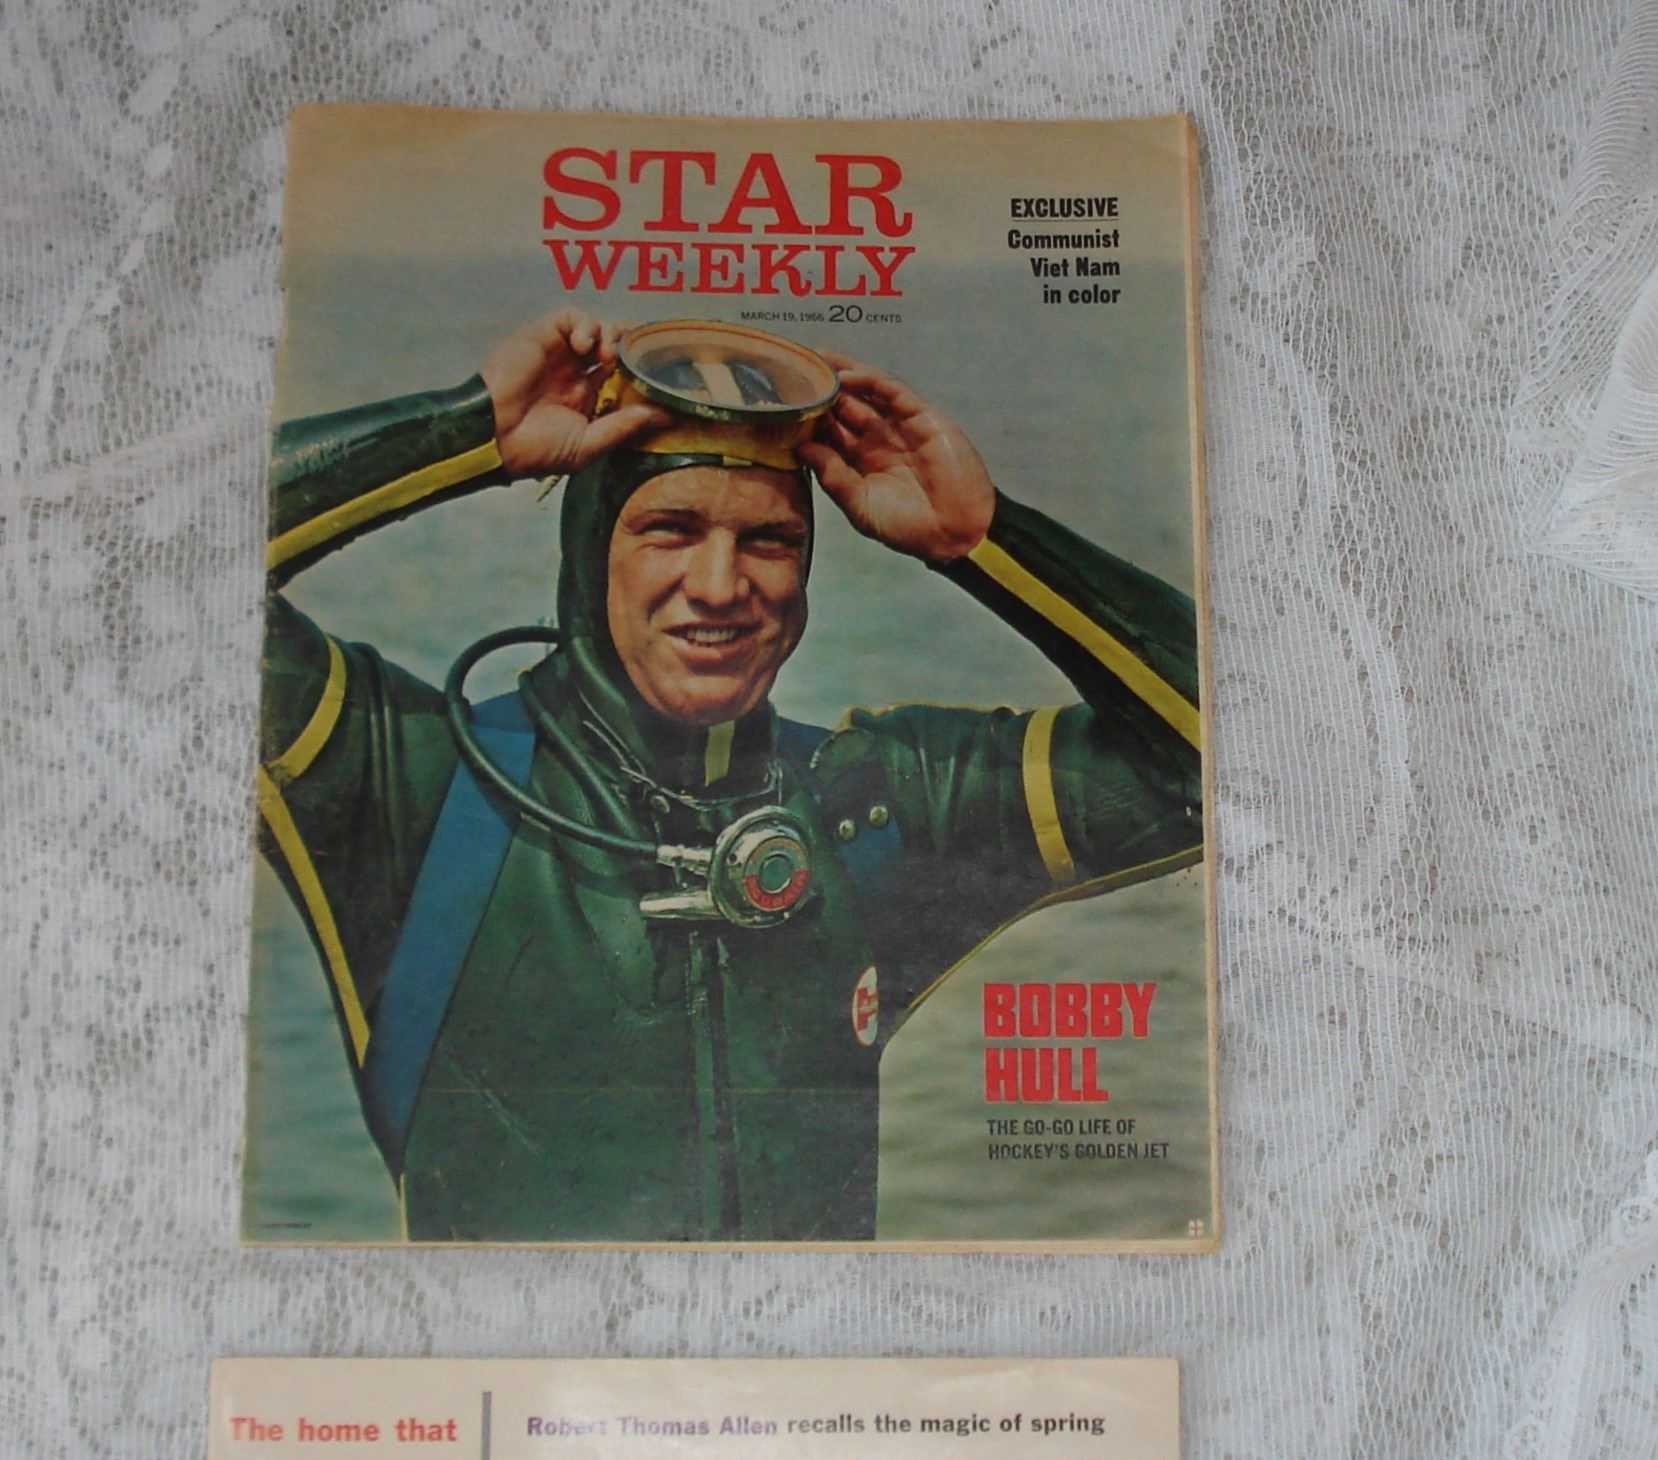 STAR
WEEKLY
MARCH 19, 1966 20 CENTS
EXCLUSIVE
Communist
Viet Nam
in color
BOBBY
HULL
THE GO-GO LIFE OF
HOCKEY'S GOLDEN JET
The home that
Robert Thomas Allen recalls the magic of spring